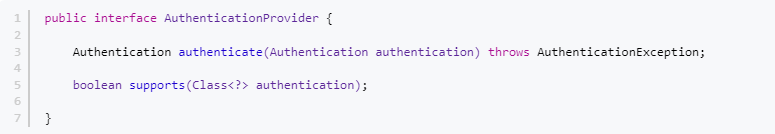 1 public interface AuthenticationProvider {
2
3     Authentication authenticate(Authentication authentication) throws AuthenticationException;
4
5     boolean supports(Class<?> authentication);
6
7 }